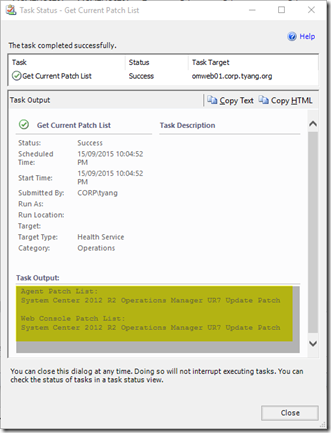 Task Status - Get Current Patch List
Help
The task completed successfully.
Task Status Task Target
Get Current Patch List Success omweb01.corp.tyang.org
Task Output Copy Text Copy HTML
Get Current Patch List Task Description
Status: Success
Scheduled Time: 15/09/2015 10:04:52 PM
Start Time: 15/09/2015 10:04:52 PM
Submitted By: CORP\tyang
Run As:
Run Location:
Target:
Target Type: Health Service
Category: Operations
Task Output:
Agent Patch List:
System Center 2012 R2 Operations Manager UR7 Update Patch
Web Console Patch List:
System Center 2012 R2 Operations Manager UR7 Update Patch
You can close this dialog at any time. Doing so will not interrupt executing tasks. You can
check the status of tasks in a task status view.
Close